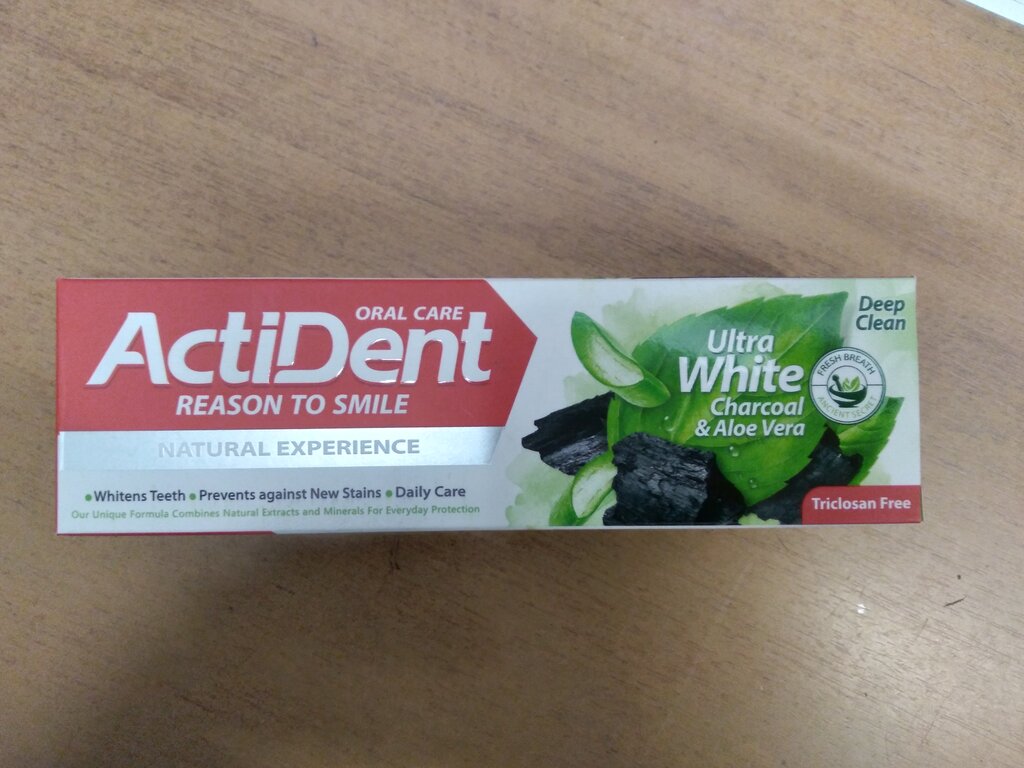 ORAL CARE
ActiDent
REASON TO SMILE
NATURAL EXPERIENCE
•Whitens Teeth •Prevents against New Stains •Daily Care
Our Unique Formula Combines Natural Extracts and Minerals For Everyday Protection
Ultra
White
Charcoal
& Aloe Vera
Deep
Clean
FRESH BREATH
ANCIENT SECRET
Triclosan Free